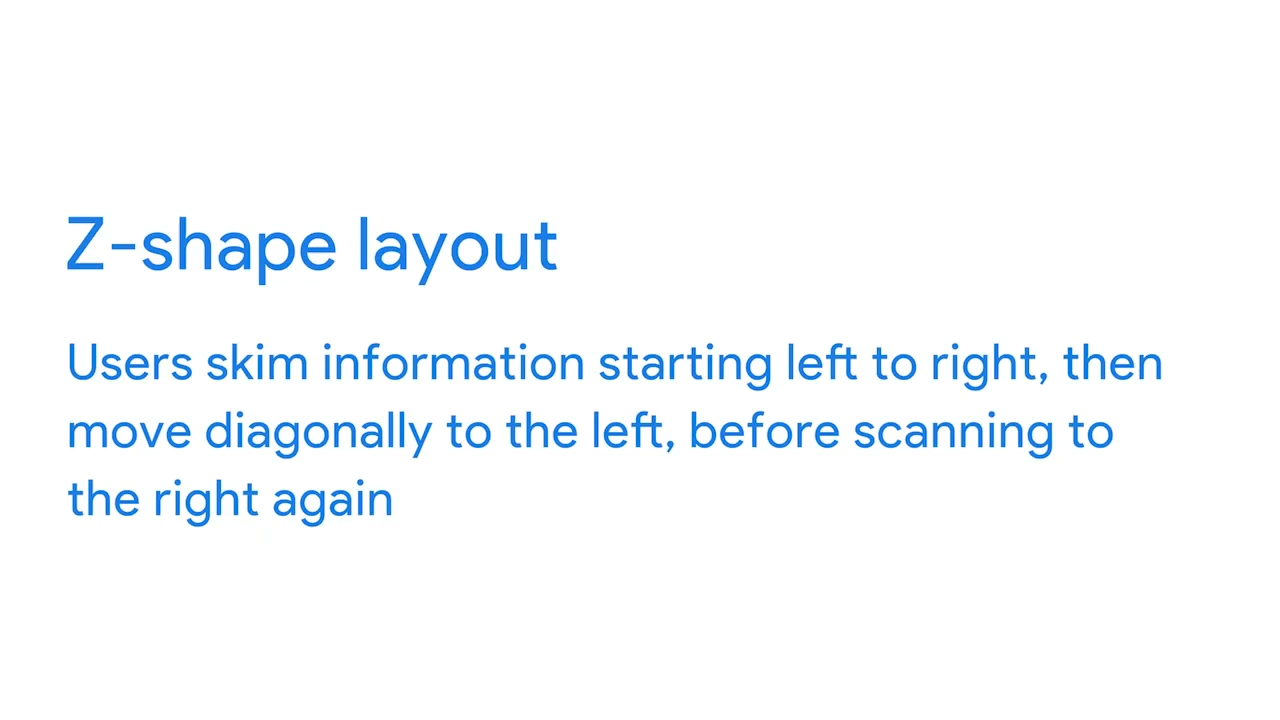 Z-shape layout
Users skim information starting left to right, then
move diagonally to the left, before scanning to
the right again